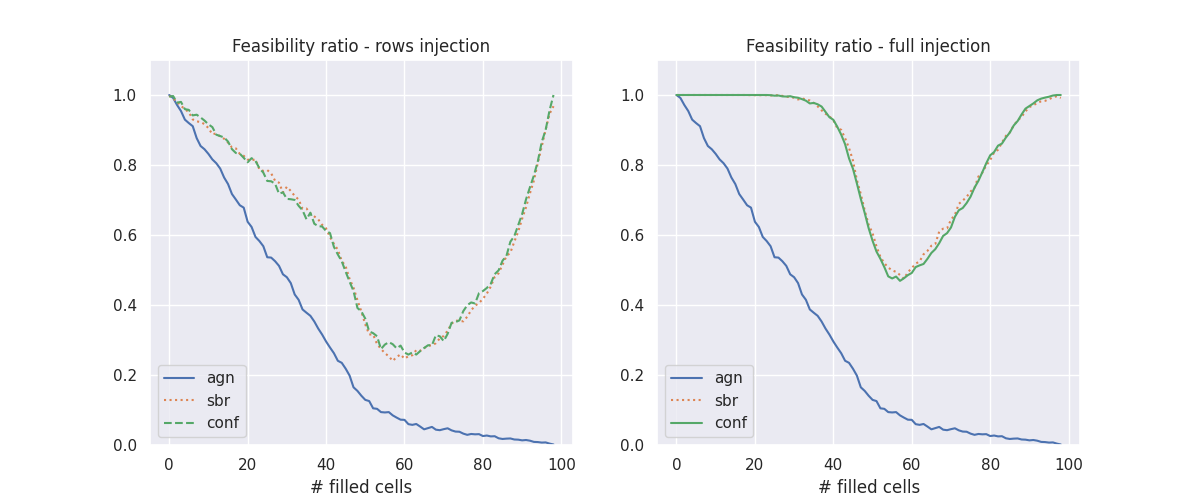 Feasibility ratio - rows injection
1.0
0.8
0.6
0.4
0.2
0.0
agn
sbr
conf
0 20 40 60 80 100
# filled cells
Feasibility ratio - full injection
1.0
0.8
0.6
0.4
0.2
0.0
agn
sbr
conf
0 20 40 60 80 100
# filled cells